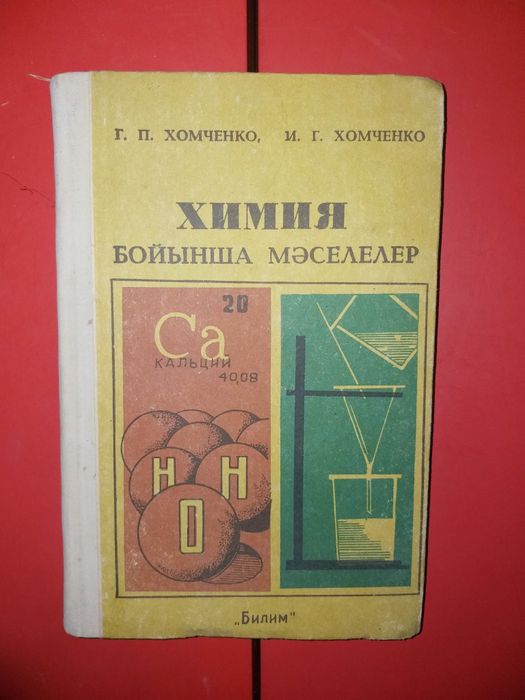 Г. П. ХОМЧЕНКО, И. Г. ХОМЧЕНКО
ХИМИЯ
БОЙЫНША МӘСЕЛЕЛЕР
20
Ca
КАЛЬЦИЙ
40,08
Н Н
О
„Билим"